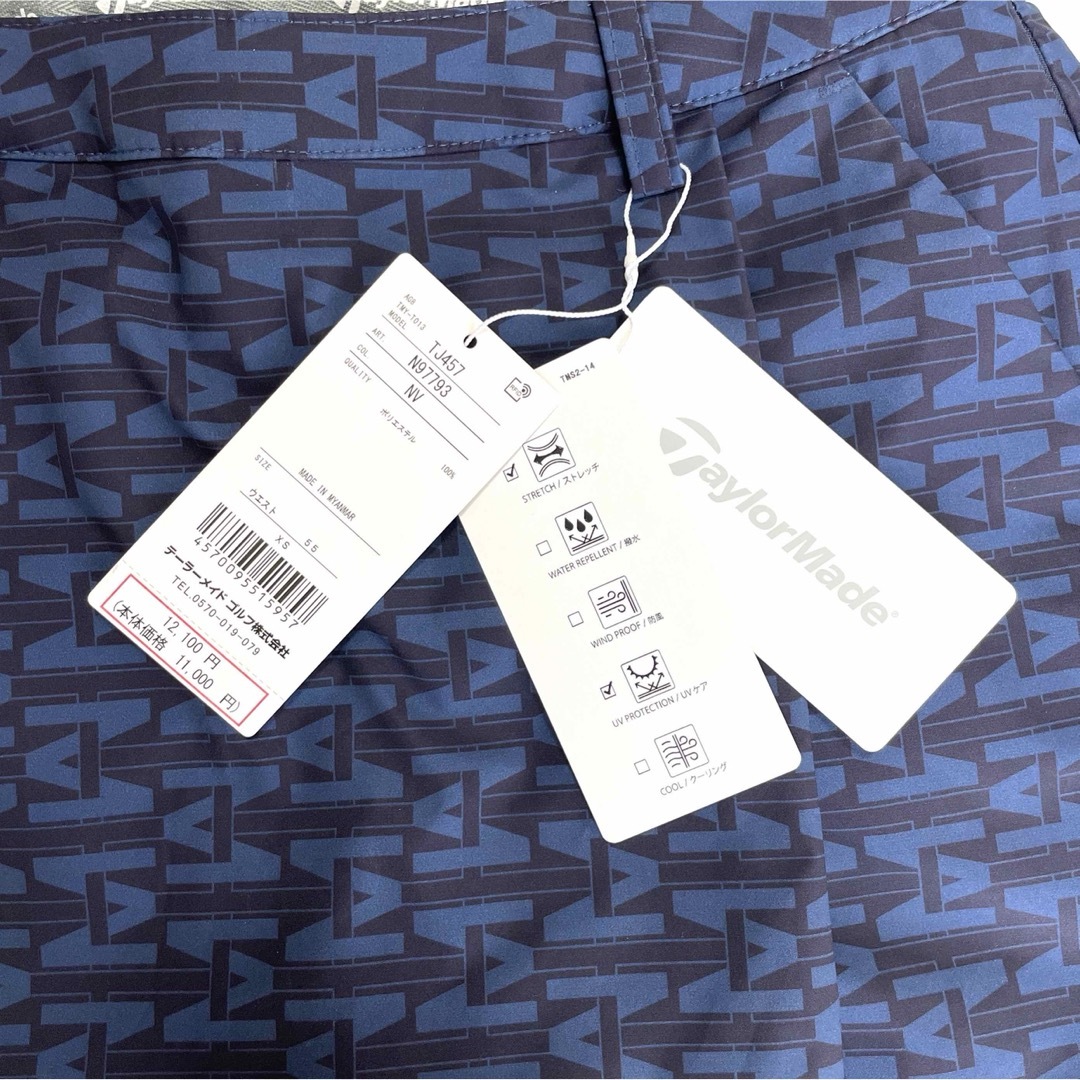 AGB
TMY-T013
MODEL TJ457
ART. N97793
COL. NV
QUALITY
ポリエステル 100%
MADE IN MYANMAR
SIZE
ウエスト 55
XS
4570095515957
テーラーメイド ゴルフ株式会社
TEL.0570-019-079
12,100 円
(本体価格 11,000 円)
TMS2-14
STRETCH / ストレッチ
WATER REPELLENT / 撥水
WIND PROOF / 防風
UV PROTECTION / UVケア
COOL / クーリング
TaylorMade®